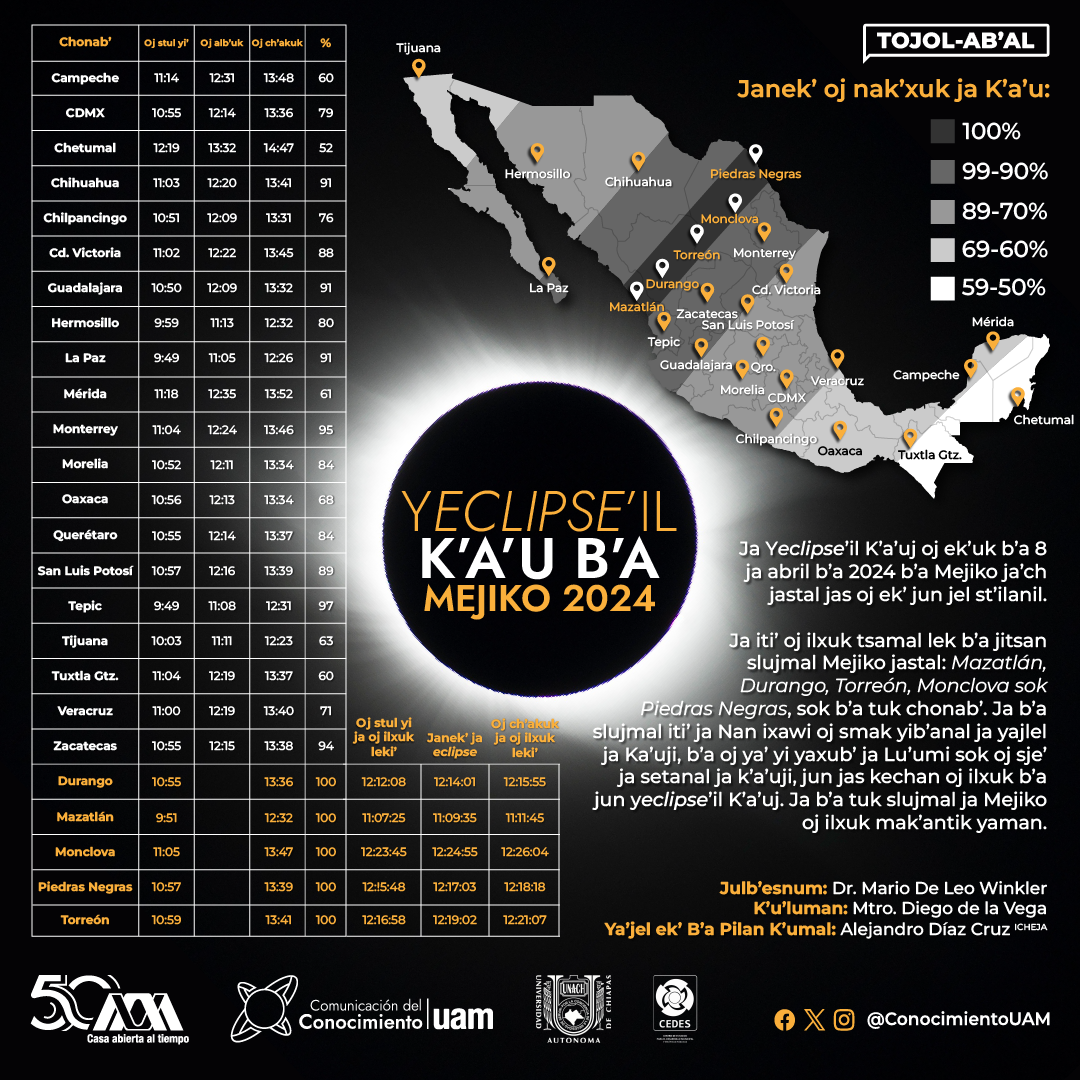 Chonab’ Oj stul yi’ Oj alb’uk Oj ch’akuk %
Campeche 11:14 12:31 13:48 60
CDMX 10:55 12:14 13:36 79
Chetumal 12:19 13:32 14:47 52
Chihuahua 11:03 12:20 13:41 91
Chilpancingo 10:51 12:09 13:31 76
Cd. Victoria 11:02 12:22 13:45 88
Guadalajara 10:50 12:09 13:32 91
Hermosillo 9:59 11:13 12:32 80
La Paz 9:49 11:05 12:26 91
Mérida 11:18 12:35 13:52 61
Monterrey 11:04 12:24 13:46 95
Morelia 10:52 12:11 13:34 84
Oaxaca 10:56 12:13 13:34 68
Querétaro 10:55 12:14 13:37 84
San Luis Potosí 10:57 12:16 13:39 89
Tepic 9:49 11:08 12:31 97
Tijuana 10:03 11:11 12:23 63
Tuxtla Gtz. 11:04 12:19 13:37 60
Veracruz 11:00 12:19 13:40 71
Zacatecas 10:55 12:15 13:38 94
Oj stul yi
ja oj ilxuk
leki’
Janek’ ja
eclipse
Oj ch’akuk
ja oj ilxuk
leki’
Durango 10:55 13:36 100 12:12:08 12:14:01 12:15:55
Mazatlán 9:51 12:32 100 11:07:25 11:09:35 11:11:45
Monclova 11:05 13:47 100 12:23:45 12:24:55 12:26:04
Piedras Negras 10:57 13:39 100 12:15:48 12:17:03 12:18:18
Torreón 10:59 13:41 100 12:16:58 12:19:02 12:21:07
TOJOL-AB’AL
Janek’ oj nak’xuk ja K’a’u:
100%
99-90%
89-70%
69-60%
59-50%
Tijuana
Hermosillo
Chihuahua
Piedras Negras
Monclova
Monterrey
Torreón
La Paz
Durango
Cd. Victoria
Mazatlán
Zacatecas
San Luis Potosí
Tepic
Guadalajara
Qro.
Morelia
CDMX
Veracruz
Chilpancingo
Oaxaca
Tuxtla Gtz.
Mérida
Campeche
Chetumal
YECLIPSE’IL
K’A’U B’A
MEJIKO 2024
Ja Yeclipse’il K’a’uj oj ek’uk b’a 8
ja abril b’a 2024 b’a Mejiko ja’ch
jastal jas oj ek’ jun jel st’ilanil.
Ja iti’ oj ilxuk tsamal lek b’a jitsan
slujmal Mejiko jastal: Mazatlán,
Durango, Torreón, Monclova sok
Piedras Negras, sok b’a tuk chonab’. Ja b’a
slujmal iti’ ja Nan ixawi oj smak yib’anal ja yajlel
ja Ka’uji, b’a oj ya’ yi yaxub’ ja Lu’umi sok oj sje’
ja setanal ja k’a’uji, jun jas kechan oj ilxuk b’a
jun yeclipse’il K’a’uj. Ja b’a tuk slujmal ja Mejiko
oj ilxuk mak’antik yaman.
Julb’esnum: Dr. Mario De Leo Winkler
K’u’luman: Mtro. Diego de la Vega
Ya’jel ek’ B’a Pilan K’umal: Alejandro Díaz Cruz ICHEJA
50
Casa abierta al tiempo
Comunicación del
Conocimiento uam
UNIVERSIDAD
UNACH
DE CHIAPAS
AUTONOMA
CEDES
@ConocimientoUAM